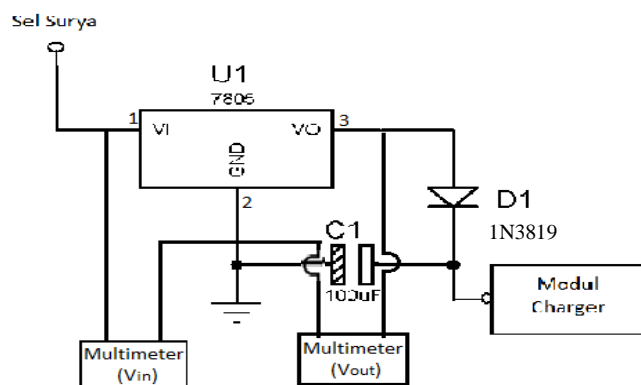 Sel Surya
U1
7805
1
VI
VO
3
GND
2
C1
100uF
D1
1N3819
Modul
Charger
Multimeter
(Vin)
Multimeter
(Vout)